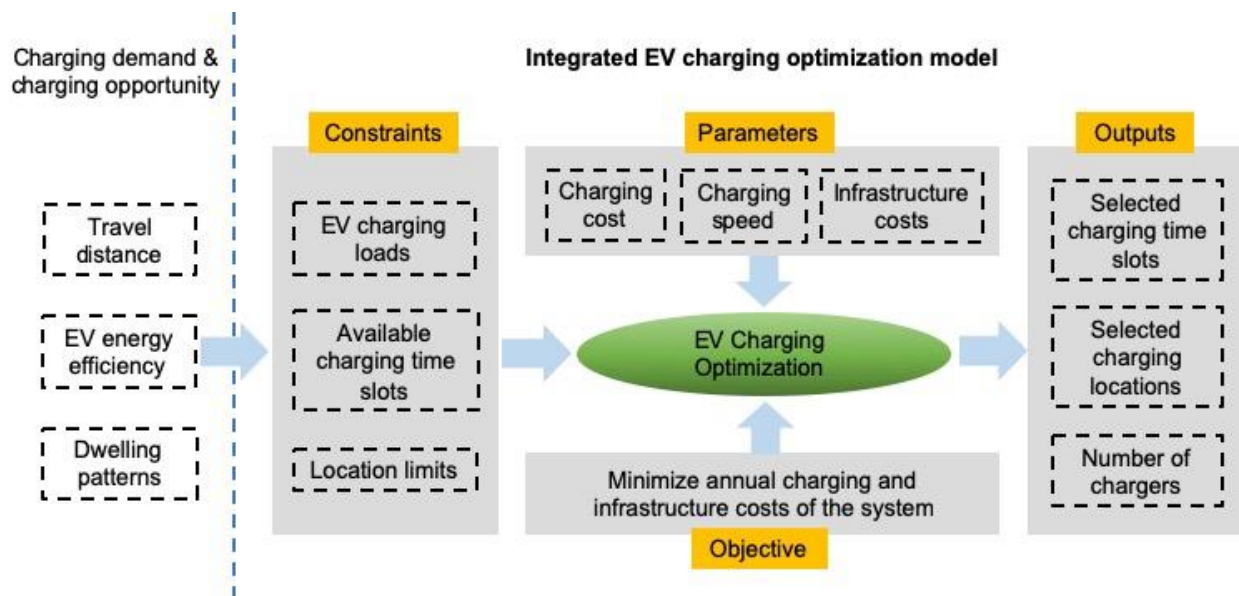 Charging demand &
charging opportunity
Travel
distance
EV energy
efficiency
Dwelling
patterns
Integrated EV charging optimization model
Constraints
EV charging
loads
Available
charging time
slots
Location limits
Parameters
Charging
cost
Charging
speed
Infrastructure
costs
EV Charging
Optimization
Minimize annual charging and
infrastructure costs of the system
Objective
Outputs
Selected
charging time
slots
Selected
charging
locations
Number of
chargers